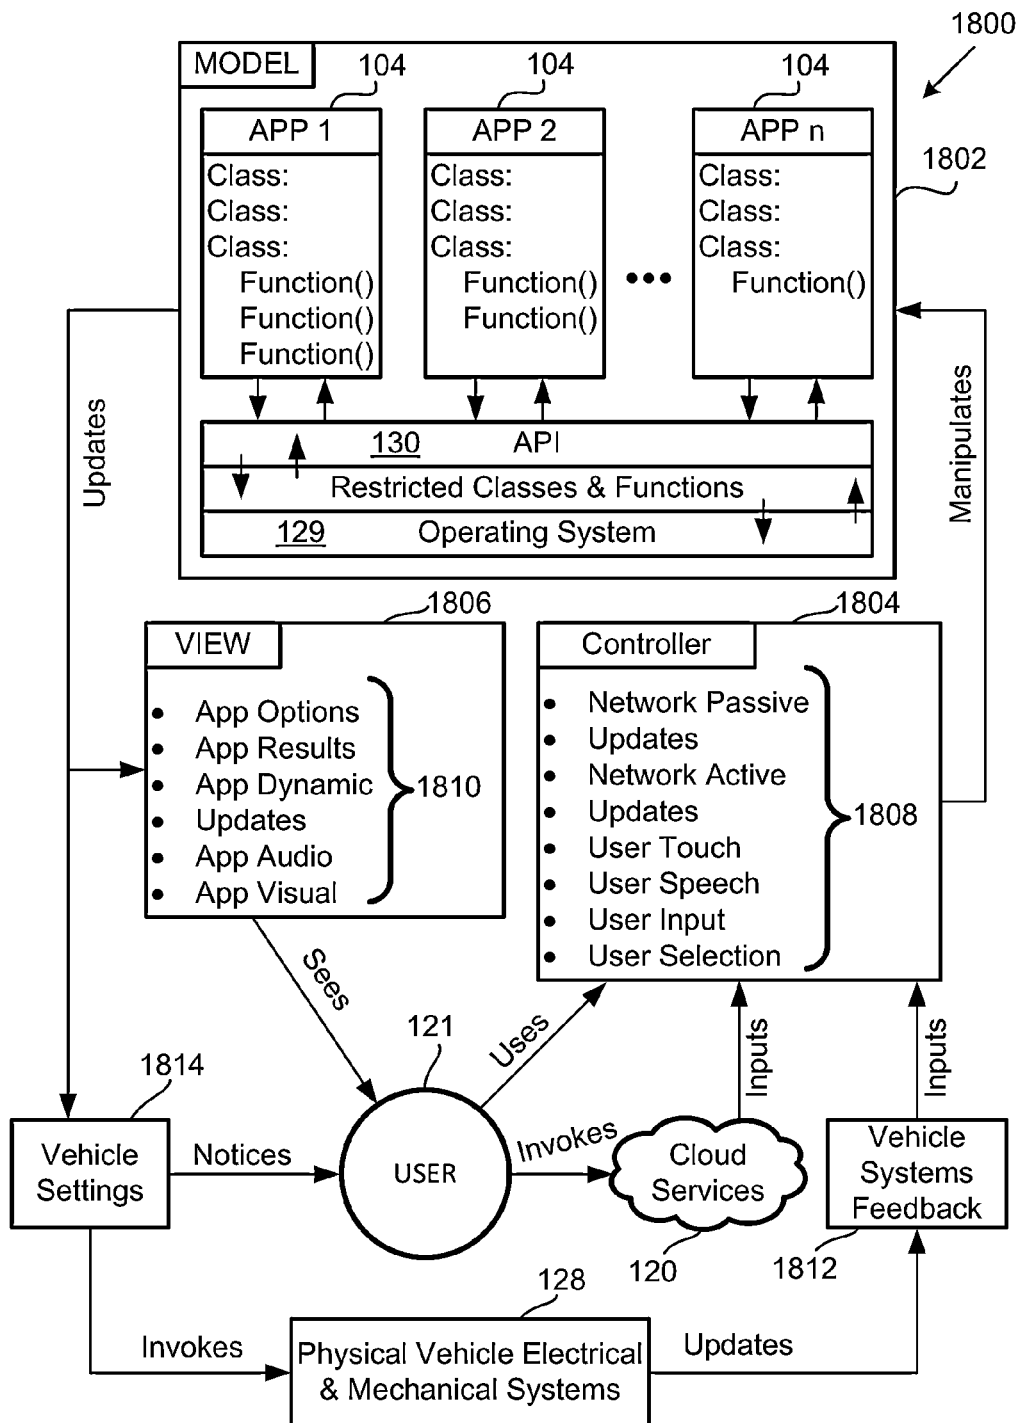 1800
MODEL
104
104
104
1802
APP 1
Class:
Class:
Class:
Function()
Function()
Function()
APP 2
Class:
Class:
Class:
Function()
Function()
•••
APP n
Class:
Class:
Class:
Function()
130 API
Restricted Classes & Functions
129 Operating System
Updates
Manipulates
1806
VIEW
• App Options
• App Results
• App Dynamic
• Updates
• App Audio
• App Visual
1810
1804
Controller
• Network Passive
• Updates
• Network Active
• Updates
• User Touch
• User Speech
• User Input
• User Selection
1808
Sees
121
Uses
Inputs
Inputs
1814
Vehicle
Settings
Notices
USER
Invokes
Cloud
Services
120
Vehicle
Systems
Feedback
1812
128
Invokes
Physical Vehicle Electrical
& Mechanical Systems
Updates